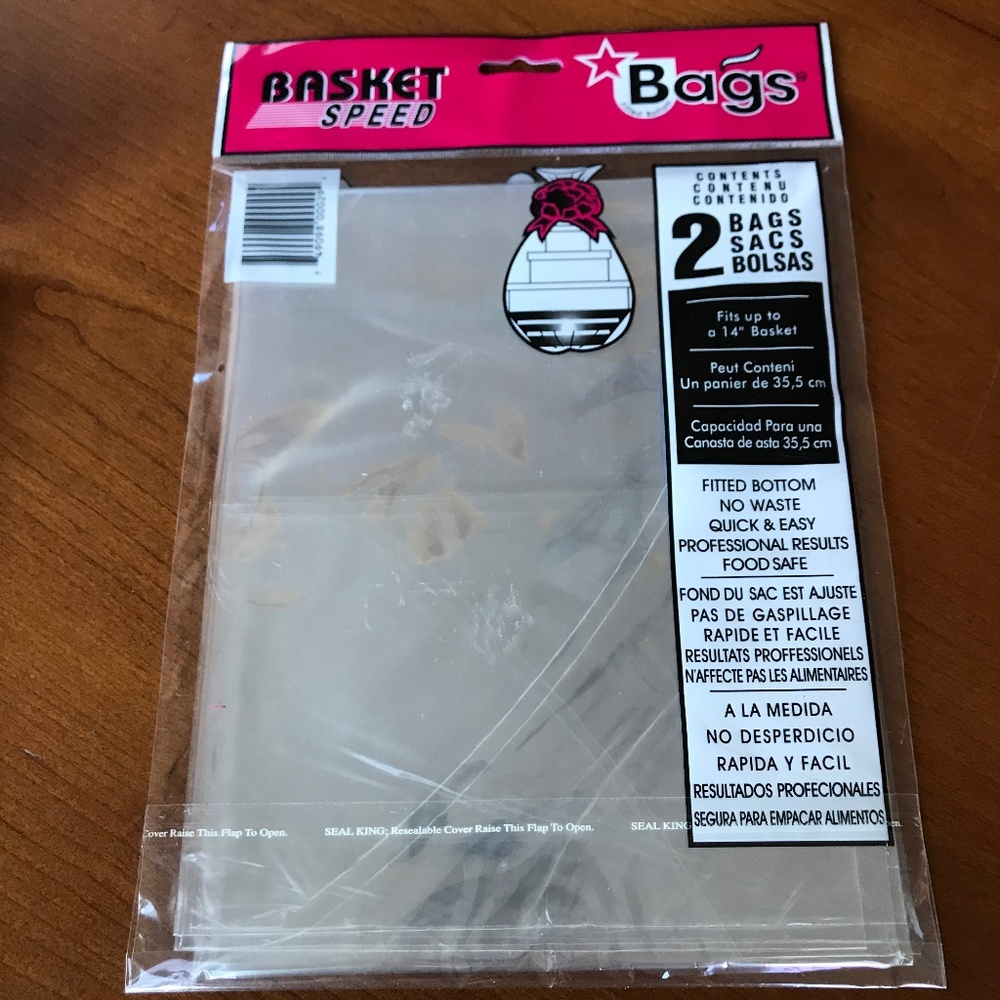 BASKET
SPEED
Bags
CONTENTS
CONTENU
CONTENIDO
2 BAGS
SACS
BOLSAS
Fits up to
a 14" Basket
Peut Conteni
Un panier de 35,5 cm
Capacidad Para una
Canasta de asta 35,5 cm
FITTED BOTTOM
NO WASTE
QUICK & EASY
PROFESSIONAL RESULTS
FOOD SAFE
FOND DU SAC EST AJUSTE
PAS DE GASPILLAGE
RAPIDE ET FACILE
RESULTATS PROFFESSIONELS
N'AFFECTE PAS LES ALIMENTAIRES
A LA MEDIDA
NO DESPERDICIO
RAPIDA Y FACIL
RESULTADOS PROFECIONALES
SEGURA PARA EMPACAR ALIMENTOS
Cover Raise This Flap To Open. SEAL KING; Resealable Cover Raise This Flap To Open. SEAL KING